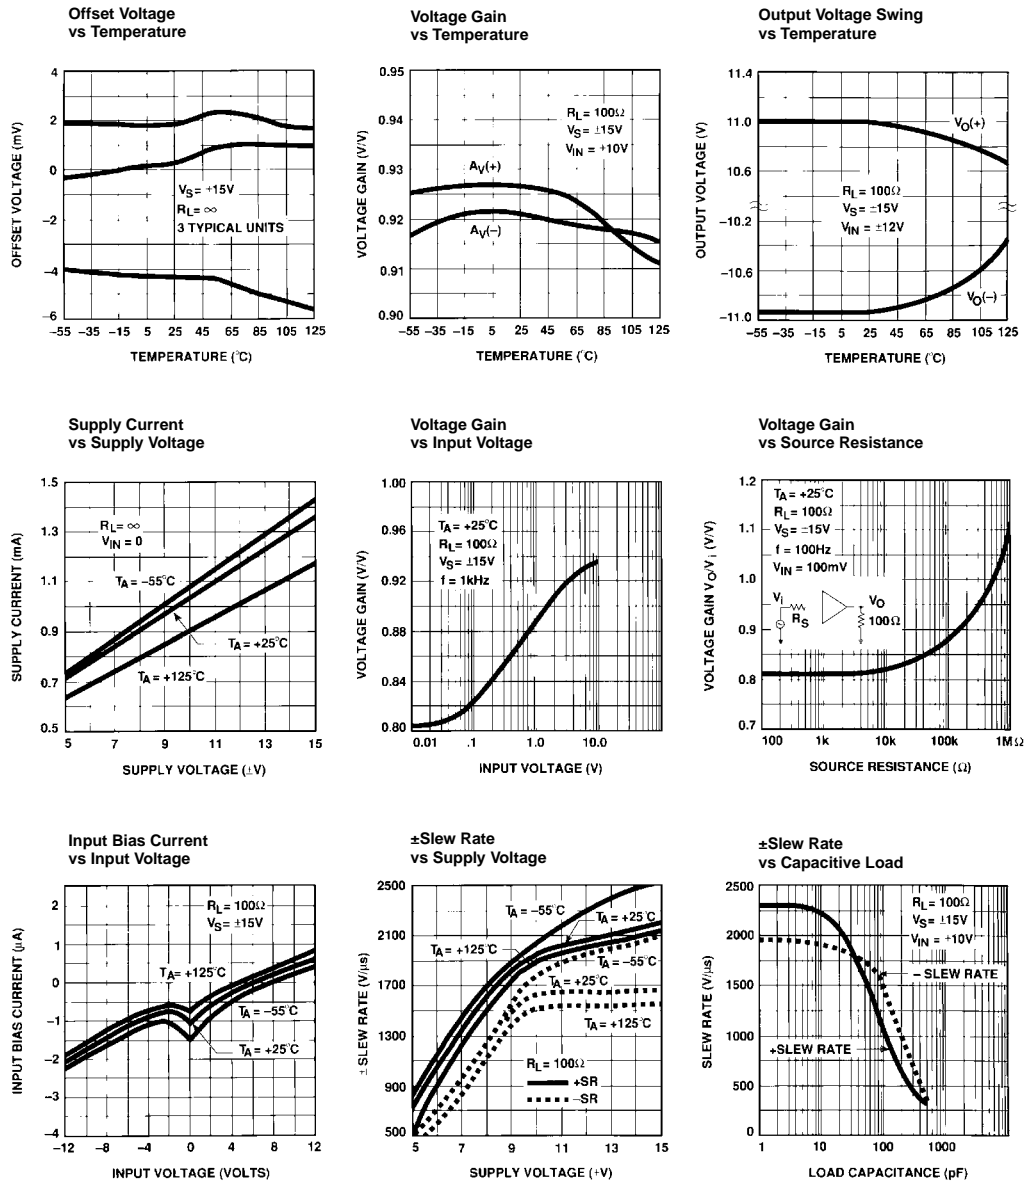 Offset Voltage
vs Temperature
4
2
0
−2
−4
−6
OFFSET VOLTAGE (mV)
VS = +15V
RL = ∞
3 TYPICAL UNITS
−55 −35 −15 5 25 45 65 85 105 125
TEMPERATURE (°C)
Voltage Gain
vs Temperature
0.95
0.94
0.93
0.92
0.91
0.90
VOLTAGE GAIN (V/V)
RL = 100Ω
VS = ±15V
VIN = +10V
AV(+)
AV(−)
−55 −35 −15 5 25 45 65 85 105 125
TEMPERATURE (°C)
Output Voltage Swing
vs Temperature
11.4
11.0
10.6
−10.2
−10.6
−11.0
OUTPUT VOLTAGE (V)
VO(+)
RL = 100Ω
VS = ±15V
VIN = ±12V
VO(−)
−55 −35 −15 5 25 45 65 85 105 125
TEMPERATURE (°C)
Supply Current
vs Supply Voltage
1.5
1.3
1.1
0.9
0.7
0.5
SUPPLY CURRENT (mA)
RL = ∞
VIN = 0
TA = −55°C
TA = +25°C
TA = +125°C
5 7 9 11 13 15
SUPPLY VOLTAGE (±V)
Voltage Gain
vs Input Voltage
1.00
0.96
0.92
0.88
0.84
0.80
VOLTAGE GAIN (V/V)
TA = +25°C
RL = 100Ω
VS = ±15V
f = 1kHz
0.01 .1 1.0 10.0
INPUT VOLTAGE (V)
Voltage Gain
vs Source Resistance
1.2
1.1
1.0
0.9
0.8
0.7
VOLTAGE GAIN VO/Vi (V/V)
TA = +25°C
RL = 100Ω
VS = ±15V
f = 100Hz
VIN = 100mV
Vi
RS
VO
100Ω
100 1k 10k 100k 1MΩ
SOURCE RESISTANCE (Ω)
Input Bias Current
vs Input Voltage
2
1
0
−1
−2
−3
−4
INPUT BIAS CURRENT (µA)
RL = 100Ω
VS = ±15V
TA = +125°C
TA = −55°C
TA = +25°C
−12 −8 −4 0 4 8 12
INPUT VOLTAGE (VOLTS)
±Slew Rate
vs Supply Voltage
2500
2100
1700
1300
900
500
± SLEW RATE (V/µs)
TA = −55°C
TA = +25°C
TA = +125°C
TA = −55°C
TA = +25°C
TA = +125°C
RL = 100Ω
+SR
−SR
5 7 9 11 13 15
SUPPLY VOLTAGE (+V)
±Slew Rate
vs Capacitive Load
2500
2000
1500
1000
500
0
SLEW RATE (V/µs)
RL = 100Ω
VS = ±15V
VIN = +10V
− SLEW RATE
+SLEW RATE
1 10 100 1000
LOAD CAPACITANCE (pF)